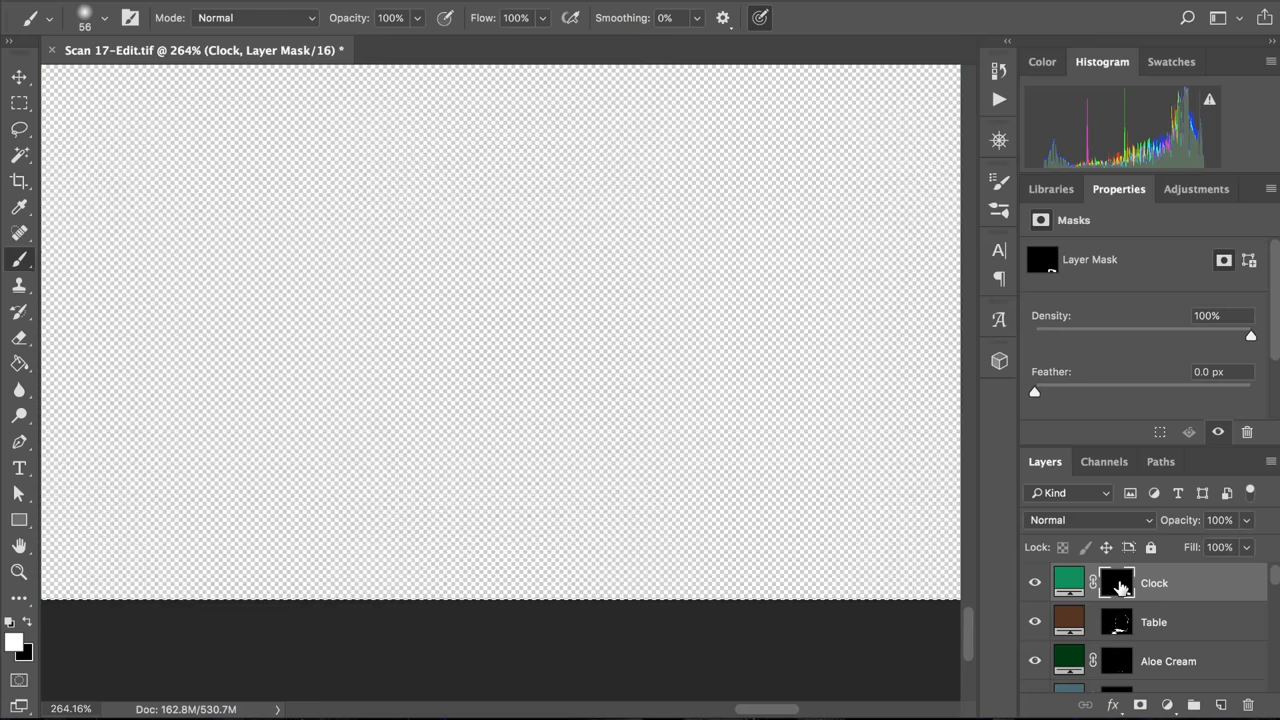 56
Mode: Normal
Opacity: 100%
Flow: 100%
Smoothing: 0%
× Scan 17-Edit.tif @ 264% (Clock, Layer Mask/16) *
Color
Histogram
Swatches
Libraries
Properties
Adjustments
Masks
Layer Mask
Density: 100%
Feather: 0.0 px
Layers
Channels
Paths
Kind
Normal
Opacity: 100%
Lock:
Fill: 100%
Clock
Table
Aloe Cream
fx
264.16%
Doc: 162.8M/530.7M